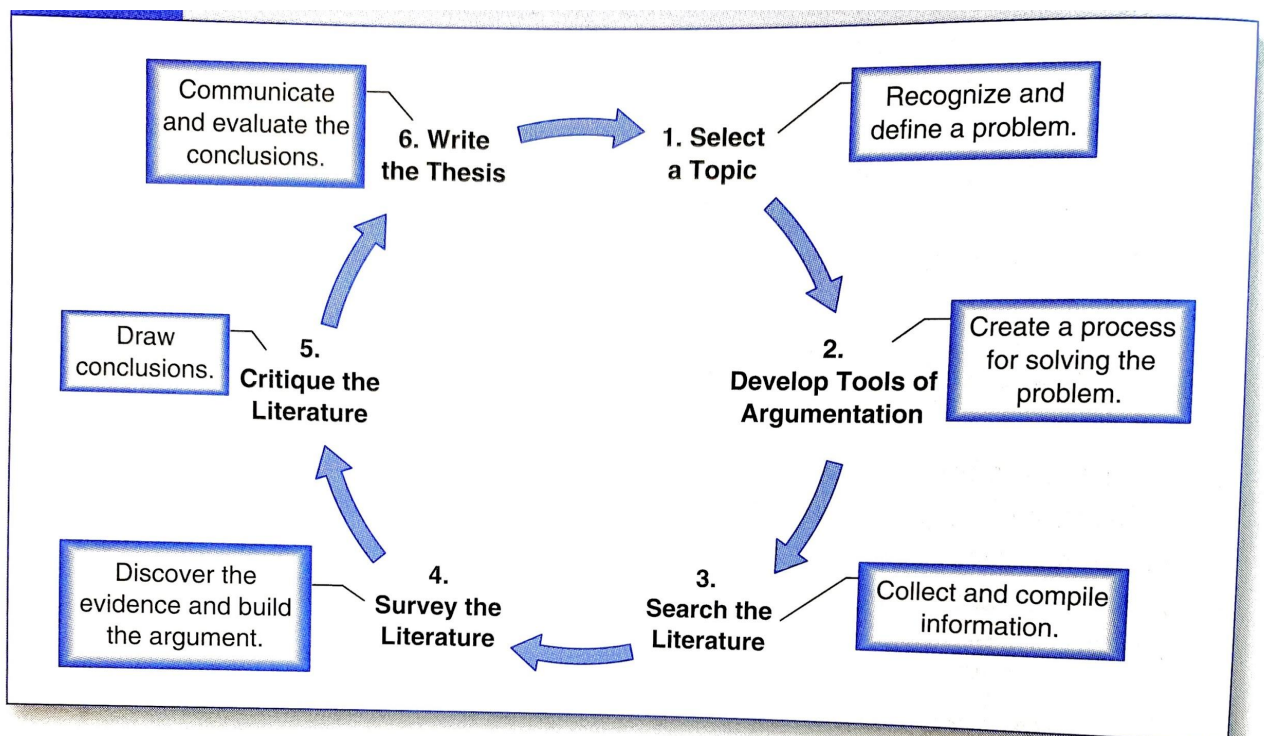 1. Select
a Topic
Recognize and
define a problem.
2.
Develop Tools of
Argumentation
Create a process
for solving the
problem.
3.
Search the
Literature
Collect and compile
information.
4.
Survey the
Literature
Discover the
evidence and build
the argument.
5.
Critique the
Literature
Draw
conclusions.
6. Write
the Thesis
Communicate
and evaluate the
conclusions.